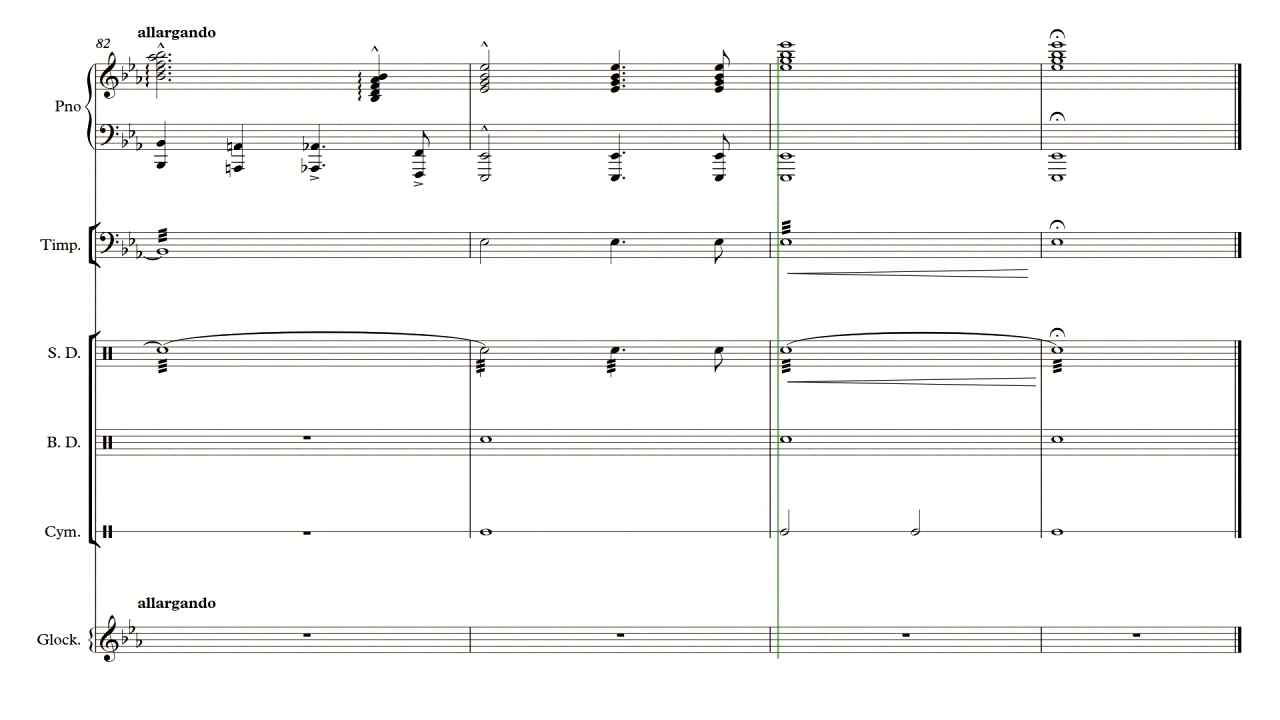 allargando
82
Pno
Timp.
S. D.
B. D.
Cym.
allargando
Glock.